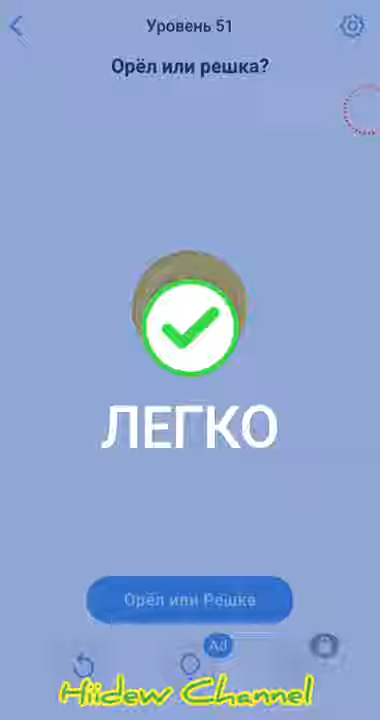 Уровень 51
Орёл или решка?
ЛЕГКО
Орёл или Решка
Ad
Hiidew Channel